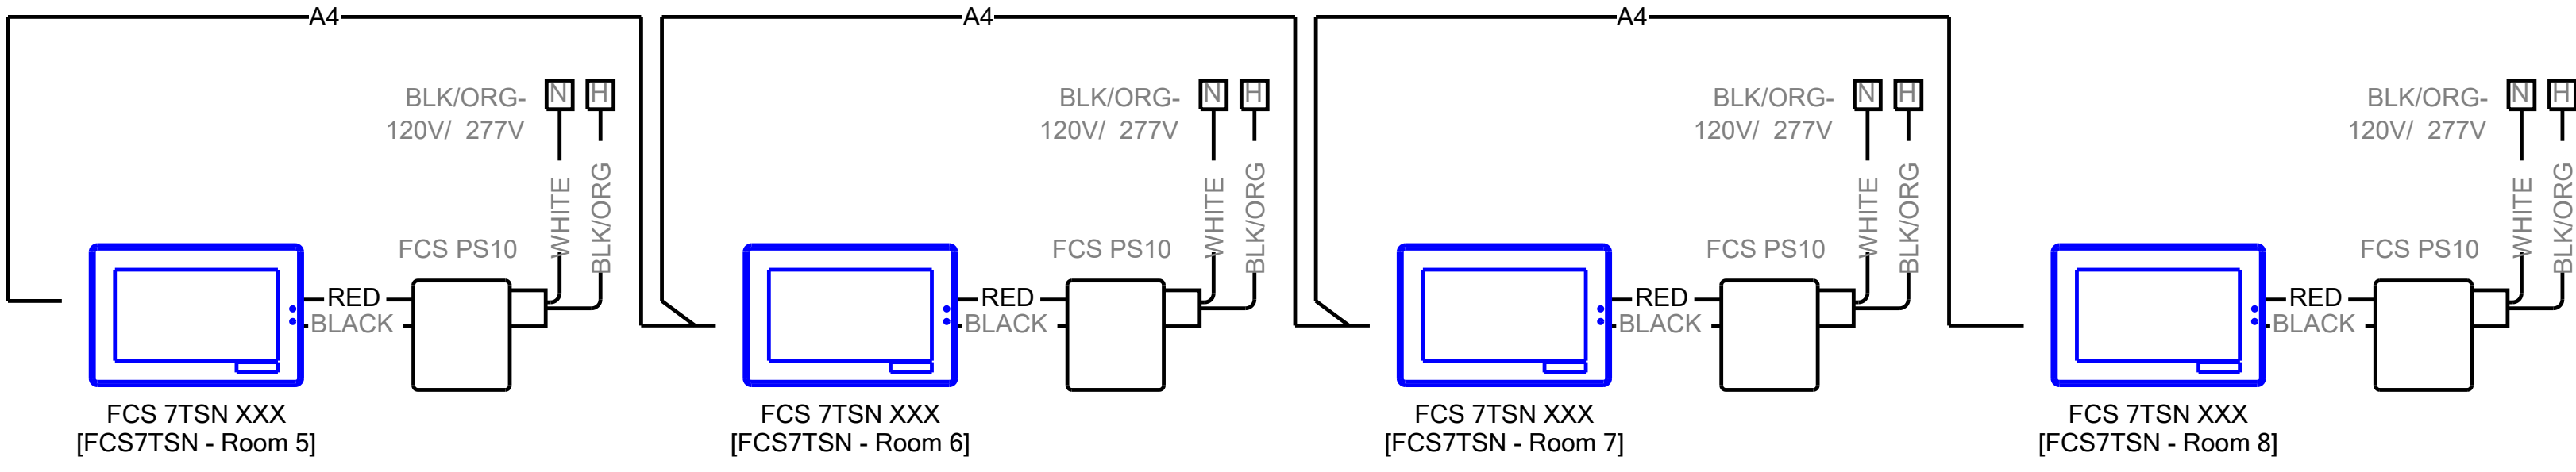 A4
A4
A4
BLK/ORG-
120V/ 277V
N
H
WHITE
BLK/ORG
FCS PS10
RED
BLACK
FCS 7TSN XXX
[FCS7TSN - Room 5]
BLK/ORG-
120V/ 277V
N
H
WHITE
BLK/ORG
FCS PS10
RED
BLACK
FCS 7TSN XXX
[FCS7TSN - Room 6]
BLK/ORG-
120V/ 277V
N
H
WHITE
BLK/ORG
FCS PS10
RED
BLACK
FCS 7TSN XXX
[FCS7TSN - Room 7]
BLK/ORG-
120V/ 277V
N
H
WHITE
BLK/ORG
FCS PS10
RED
BLACK
FCS 7TSN XXX
[FCS7TSN - Room 8]